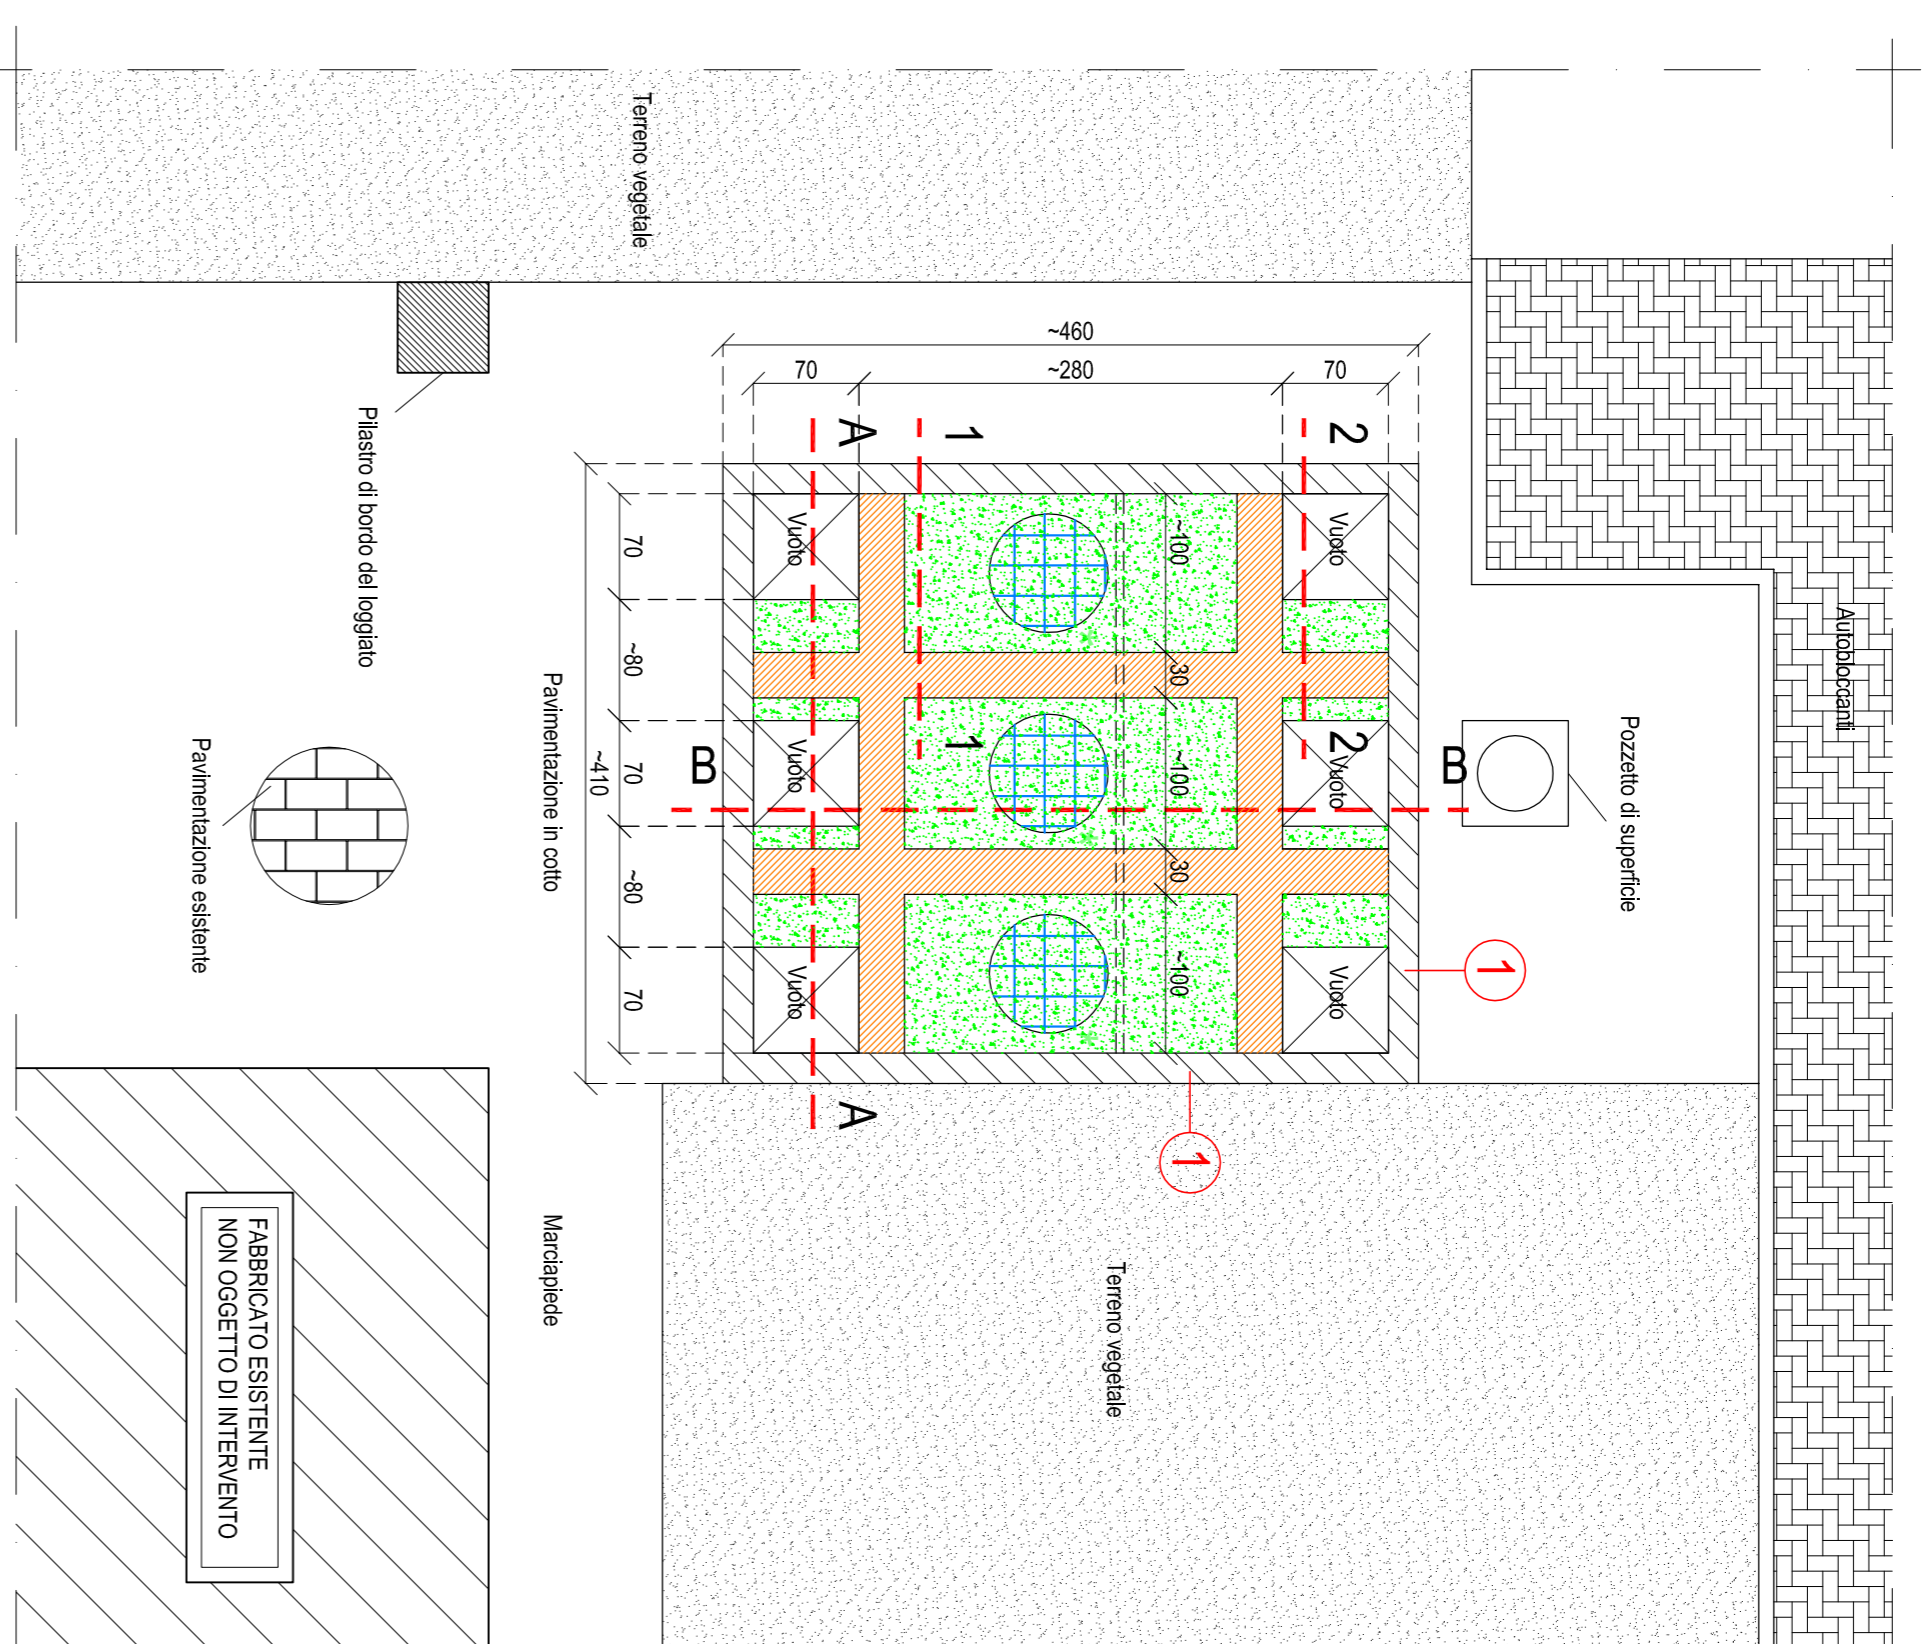 ~460
70
~280
70
A
1
2
Terreno vegetale
Pilastro di bordo del loggiato
Pavimentazione esistente
Pavimentazione in cotto
70
~80
70
~80
70
~410
Vuoto
Vuoto
Vuoto
Vuoto
Vuoto
Vuoto
~100
30
~100
30
~100
1
2
B
B
A
1
1
Autobloccanti
Pozzetto di superficie
Marciapiede
Terreno vegetale
FABBRICATO ESISTENTE
NON OGGETTO DI INTERVENTO